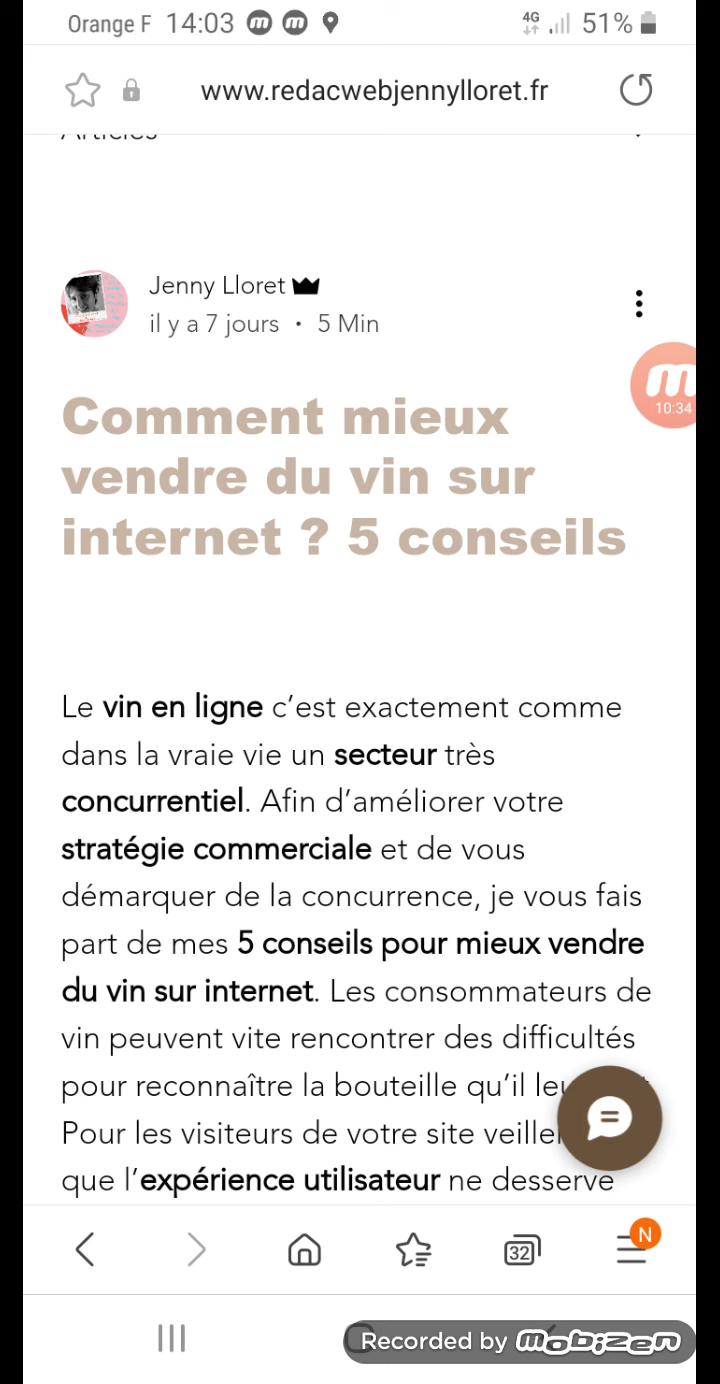 Orange F 14:03
4G 51%
www.redacwebjennylloret.fr
Articles
Jenny Lloret
il y a 7 jours • 5 Min
10:34
Comment mieux
vendre du vin sur
internet ? 5 conseils
Le vin en ligne c’est exactement comme
dans la vraie vie un secteur très
concurrentiel. Afin d’améliorer votre
stratégie commerciale et de vous
démarquer de la concurrence, je vous fais
part de mes 5 conseils pour mieux vendre
du vin sur internet. Les consommateurs de
vin peuvent vite rencontrer des difficultés
pour reconnaître la bouteille qu’il
Pour les visiteurs de votre site
que l’expérience utilisateur ne desserve
32
N
Recorded by mobizen